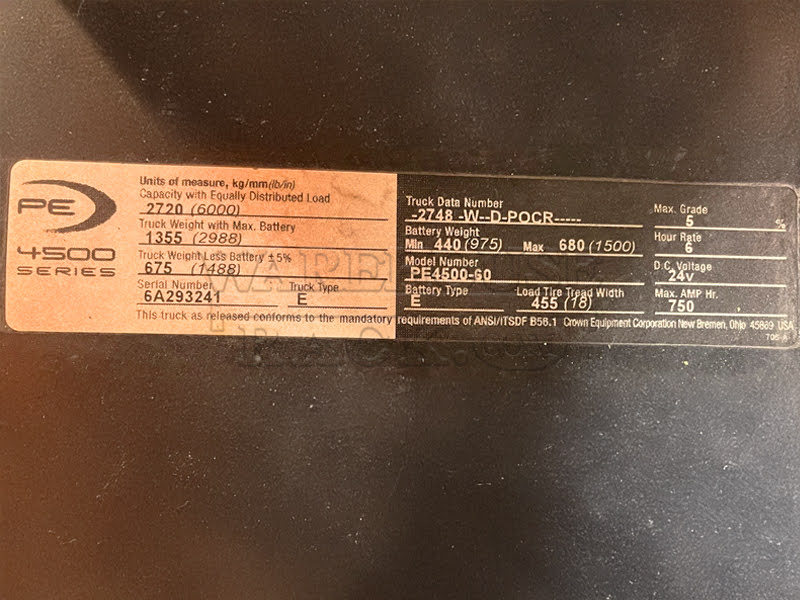 PE
4500
SERIES
Units of measure, kg/mm(lb/in)
Capacity with Equally Distributed Load
2720 (6000)
Truck Weight with Max. Battery
1355 (2988)
Truck Weight Less Battery ± 5%
675 (1488)
Serial Number
6A293241
Truck Type
E
Truck Data Number
-2748 -W--D-POCR-----
Battery Weight
Min 440 (975) Max 680 (1500)
Model Number
PE4500-60
Battery Type
E
Load Tire Tread Width
455 (18)
Max. Grade
5 %
Hour Rate
6
D.C. Voltage
24v
Max. AMP Hr.
750
This truck as released conforms to the mandatory requirements of ANSI/ITSDF B56.1 Crown Equipment Corporation New Bremen, Ohio 45869 USA